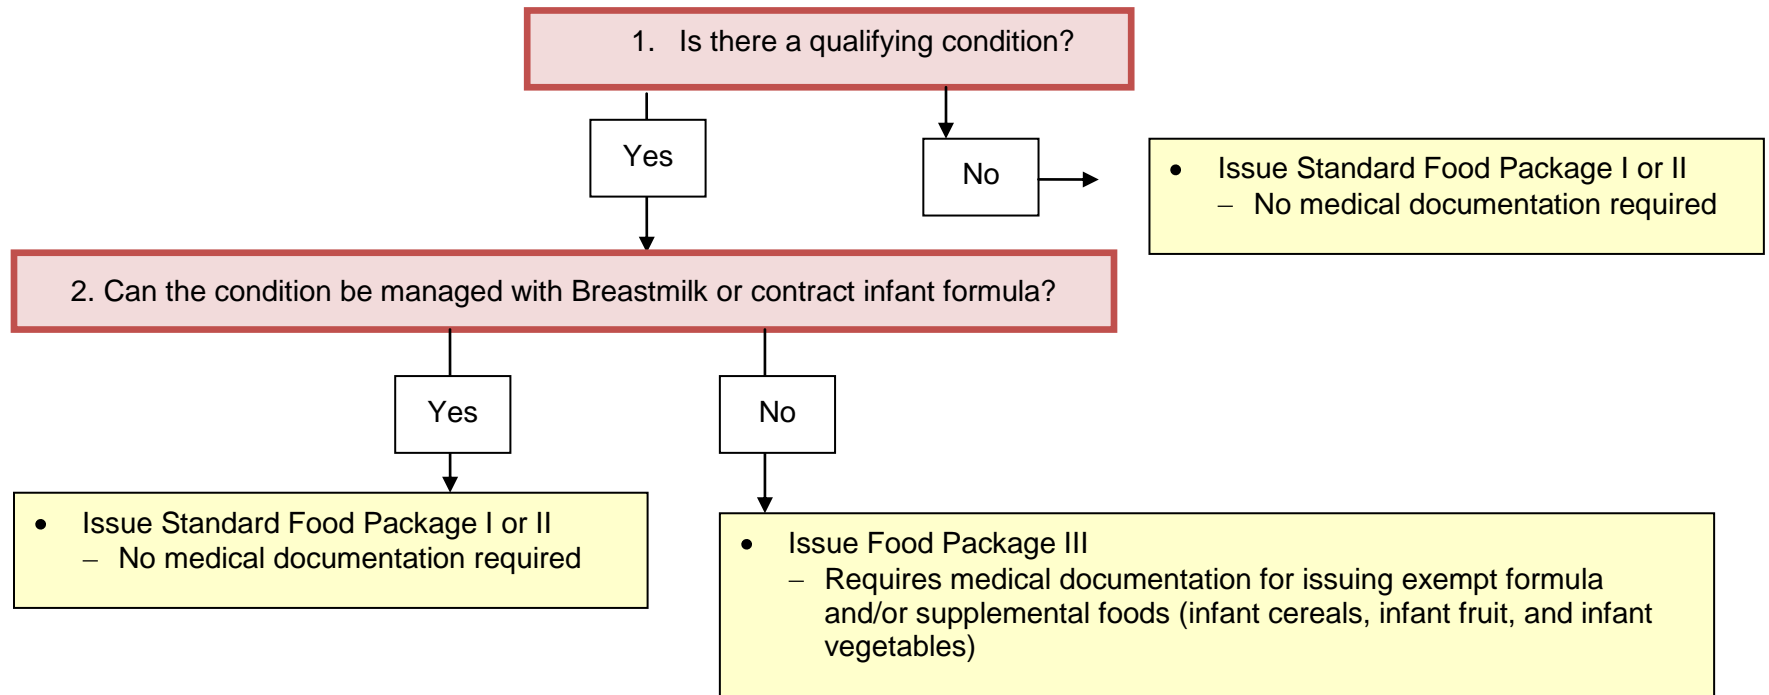 1. Is there a qualifying condition?
Yes
No
• Issue Standard Food Package I or II
– No medical documentation required
2. Can the condition be managed with Breastmilk or contract infant formula?
Yes
No
• Issue Standard Food Package I or II
– No medical documentation required
• Issue Food Package III
– Requires medical documentation for issuing exempt formula
and/or supplemental foods (infant cereals, infant fruit, and infant
vegetables)